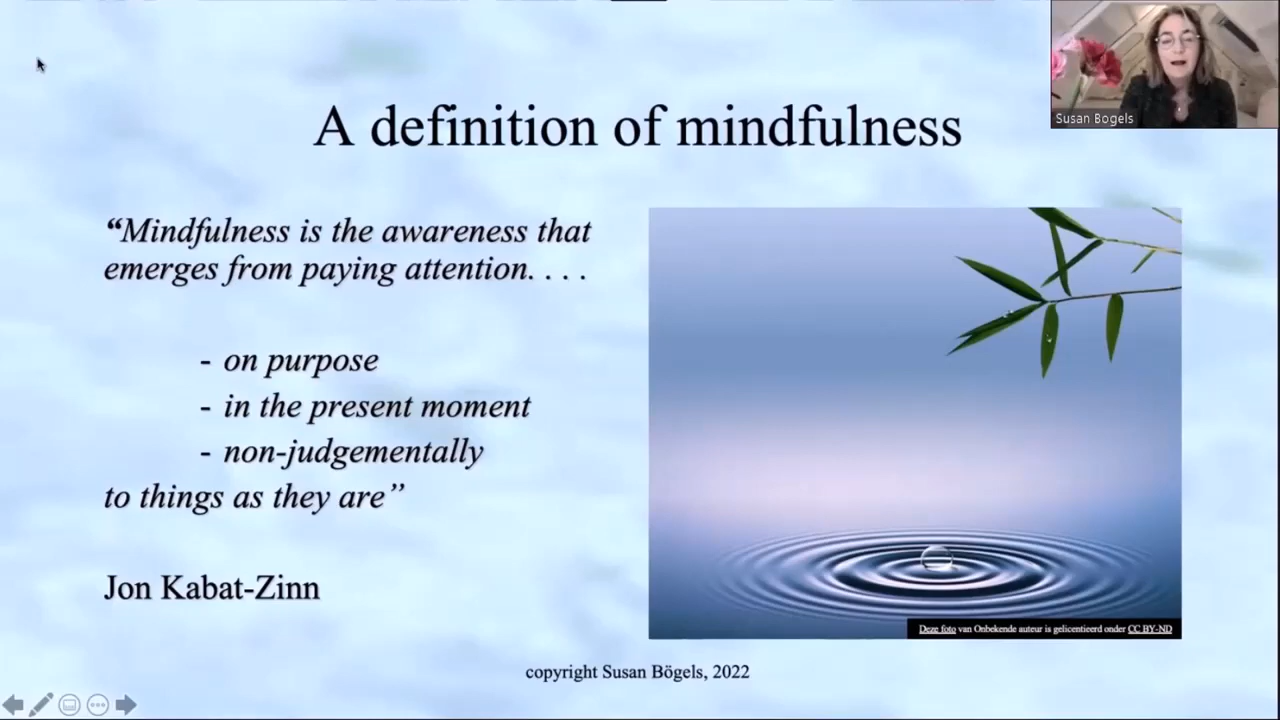 Susan Bogels
A definition of mindfulness
“Mindfulness is the awareness that
emerges from paying attention. . . .
- on purpose
- in the present moment
- non-judgementally
to things as they are”
Jon Kabat-Zinn
Deze foto van Onbekende auteur is gelicentieerd onder CC BY-ND
copyright Susan Bögels, 2022